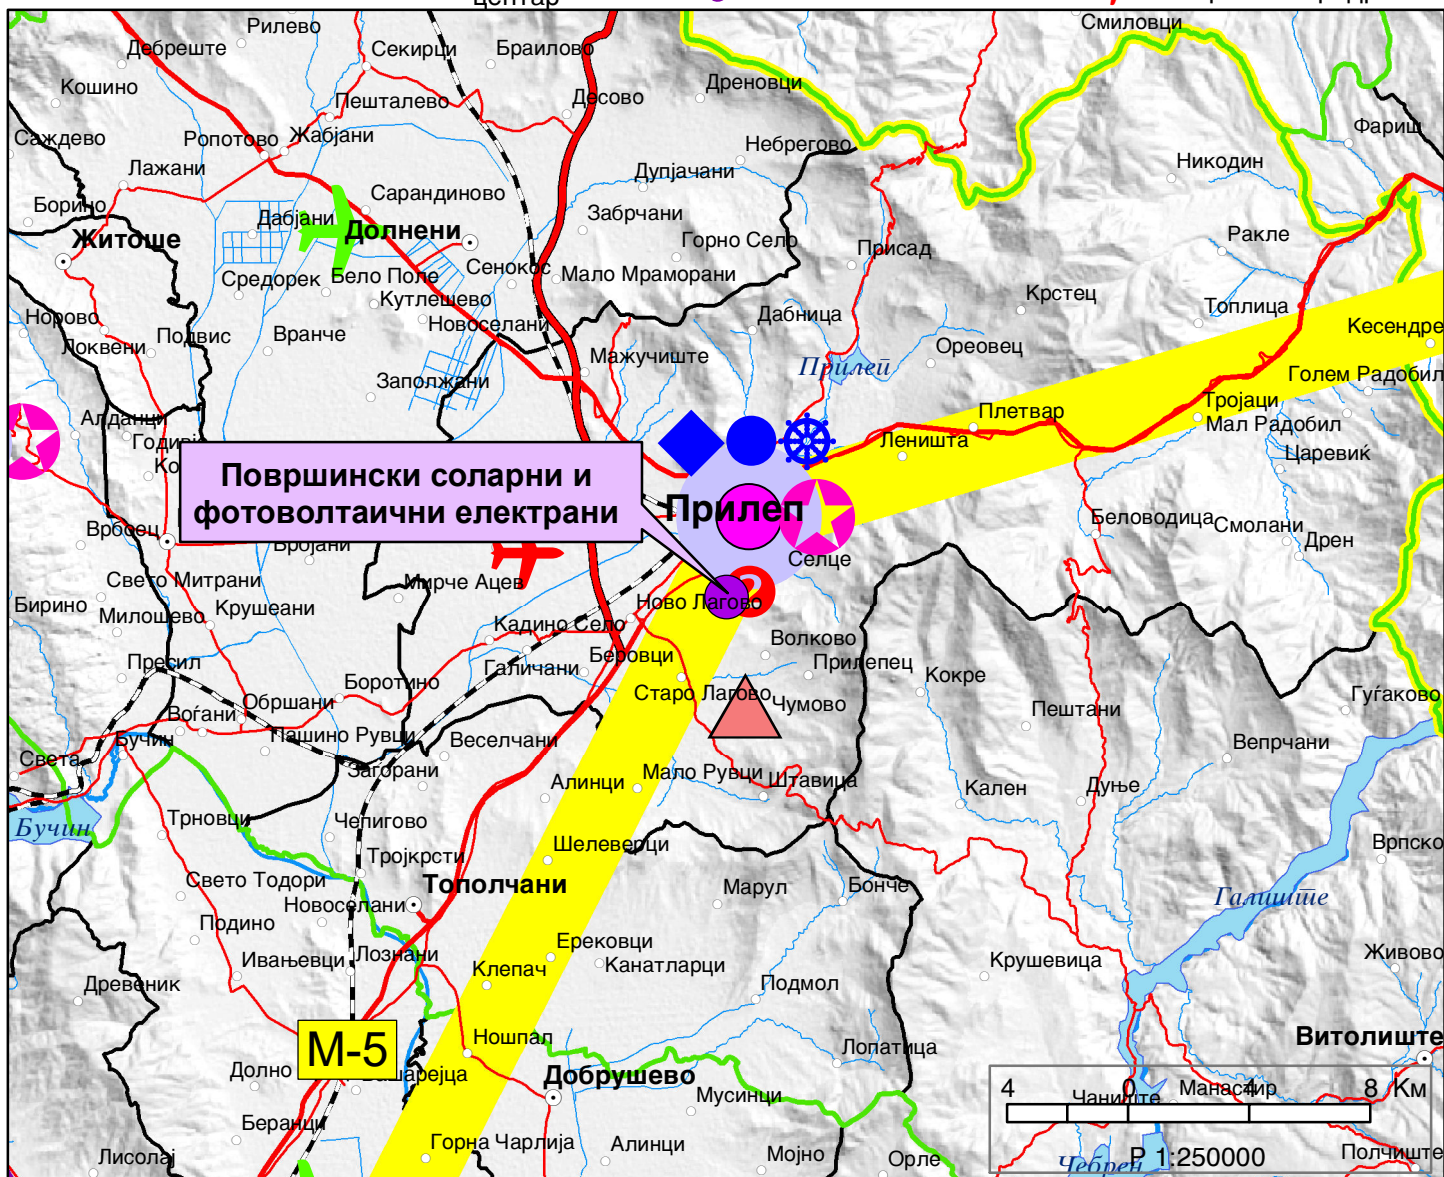 центар
Рилево
Смиловци
Дебреште
Секирци
Браилово
Дреновци
Кошино
Пешталево
Десово
Саждево
Ропотово
Жабјани
Небрегово
Фариш
Лажани
Дупјачани
Никодин
Сарандиново
Борино
Дабјани
Забрчани
Житоше
Долнени
Горно Село
Присад
Ракле
Средорек
Бело Поле
Сенокос
Мало Мраморани
Кутлешево
Крстец
Топлица
Норово
Подвис
Вранче
Новоселани
Дабница
Кесендре
Локвени
Мажучиште
Прилеп
Ореовец
Заполжани
Голем Радобил
Алданци
Плетвар
Тројаци
Мал Радобил
Леништа
Царевиќ
Површински соларни и
фотоволтаични електрани
Прилеп
Врбоец
Беловодица
Смолани
Дрен
Селце
Свето Митрани
Мирче Ацев
Бирино
Милошево
Крушеани
Ново Лагово
Кадино Село
Волково
Пресил
Галичани
Беровци
Прилепец
Кокре
Боротино
Старо Лагово
Чумово
Гуѓаково
Обршани
Воѓани
Пештани
Бучин
Пашино Рувци
Веселчани
Света
Вепрчани
Загорани
Алинци
Мало Рувци
Штавица
Кален
Дуње
Бучин
Трновци
Чепигово
Тројкрсти
Шелеверци
Врпско
Свето Тодори
Тополчани
Марул
Бонче
Галиште
Подино
Новоселани
Ерековци
Ивањевци
Лознани
Клепач
Канатларци
Крушевица
Живово
Древеник
Подмол
М-5
Ношпал
Лопатица
Витолиште
Долно
Добрушево
Мусинци
4 0 4 8 Км
Чаниште
Манастир
Беранци
Горна Чарлија
Алинци
Лисолај
Мојно
Орле
Чебрен
Р 1:250000
Полчиште